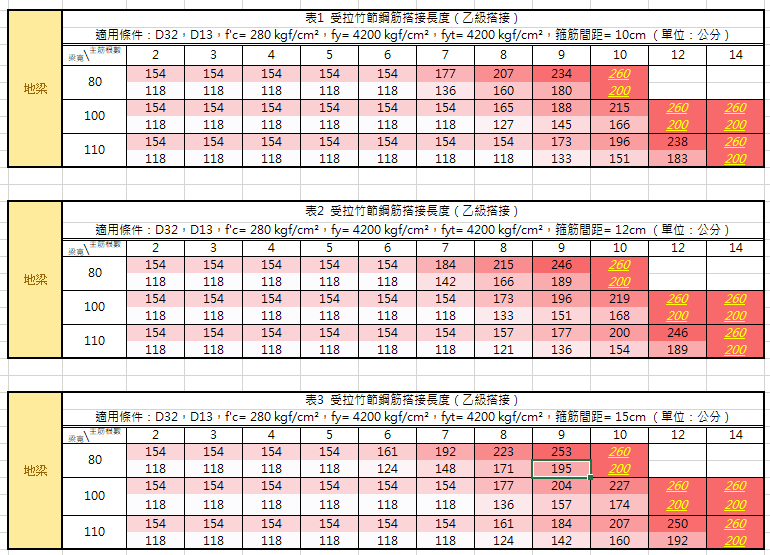 表1 受拉竹節鋼筋搭接長度（乙級搭接）
適用條件：D32，D13，f'c= 280 kgf/cm²，fy= 4200 kgf/cm²，fyt= 4200 kgf/cm²，箍筋間距= 10cm （單位：公分）
地梁
梁寬\主筋根數 2 3 4 5 6 7 8 9 10 12 14
80 154 154 154 154 154 177 207 234 260
118 118 118 118 118 136 160 180 200
100 154 154 154 154 154 154 165 188 215 260 260
118 118 118 118 118 118 127 145 166 200 200
110 154 154 154 154 154 154 154 173 196 238 260
118 118 118 118 118 118 118 133 151 183 200
表2 受拉竹節鋼筋搭接長度（乙級搭接）
適用條件：D32，D13，f'c= 280 kgf/cm²，fy= 4200 kgf/cm²，fyt= 4200 kgf/cm²，箍筋間距= 12cm （單位：公分）
地梁
梁寬\主筋根數 2 3 4 5 6 7 8 9 10 12 14
80 154 154 154 154 154 184 215 246 260
118 118 118 118 118 142 166 189 200
100 154 154 154 154 154 154 173 196 219 260 260
118 118 118 118 118 118 133 151 168 200 200
110 154 154 154 154 154 154 157 177 200 246 260
118 118 118 118 118 118 121 136 154 189 200
表3 受拉竹節鋼筋搭接長度（乙級搭接）
適用條件：D32，D13，f'c= 280 kgf/cm²，fy= 4200 kgf/cm²，fyt= 4200 kgf/cm²，箍筋間距= 15cm （單位：公分）
地梁
梁寬\主筋根數 2 3 4 5 6 7 8 9 10 12 14
80 154 154 154 154 161 192 223 253 260
118 118 118 118 124 148 171 195 200
100 154 154 154 154 154 154 177 204 227 260 260
118 118 118 118 118 118 136 157 174 200 200
110 154 154 154 154 154 154 161 184 207 250 260
118 118 118 118 118 118 124 142 160 192 200